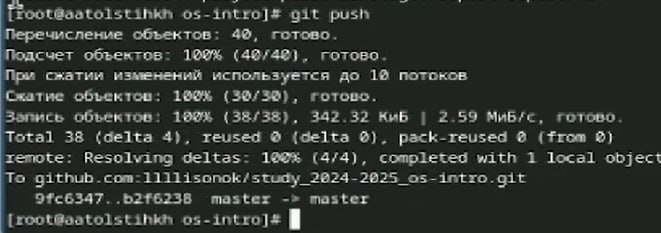 [root@aatolstihkh os-intro]# git push
Перечисление объектов: 40, готово.
Подсчет объектов: 100% (40/40), готово.
При сжатии изменений используется до 10 потоков
Сжатие объектов: 100% (30/30), готово.
Запись объектов: 100% (38/38), 342.32 КиБ | 2.59 МиБ/с, готово.
Total 38 (delta 4), reused 0 (delta 0), pack-reused 0 (from 0)
remote: Resolving deltas: 100% (4/4), completed with 1 local object
To github.com:llllisonok/study_2024-2025_os-intro.git
9fc6347..b2f6238 master -> master
[root@aatolstihkh os-intro]#